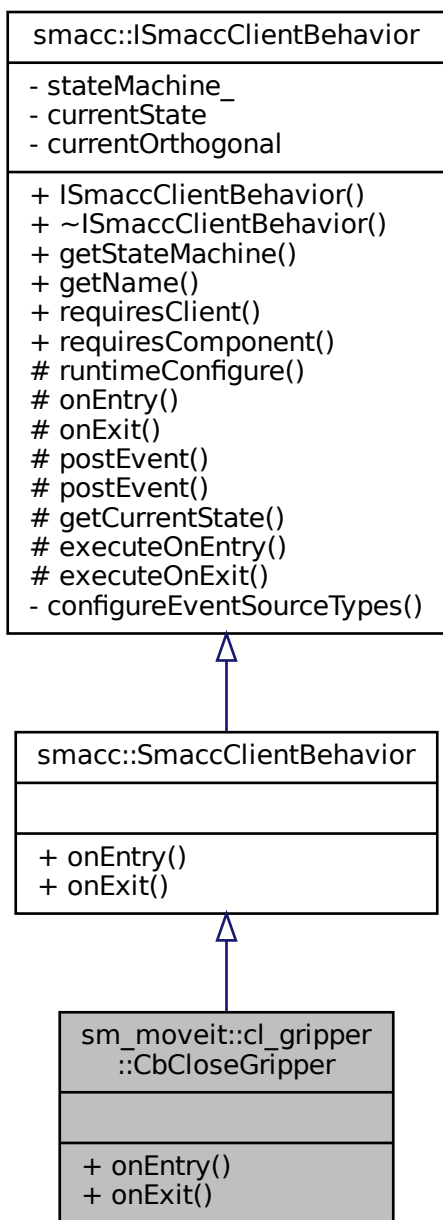 smacc::ISmaccClientBehavior
- stateMachine_
- currentState
- currentOrthogonal
+ ISmaccClientBehavior()
+ ~ISmaccClientBehavior()
+ getStateMachine()
+ getName()
+ requiresClient()
+ requiresComponent()
# runtimeConfigure()
# onEntry()
# onExit()
# postEvent()
# postEvent()
# getCurrentState()
# executeOnEntry()
# executeOnExit()
- configureEventSourceTypes()
smacc::SmaccClientBehavior
+ onEntry()
+ onExit()
sm_moveit::cl_gripper
::CbCloseGripper
+ onEntry()
+ onExit()